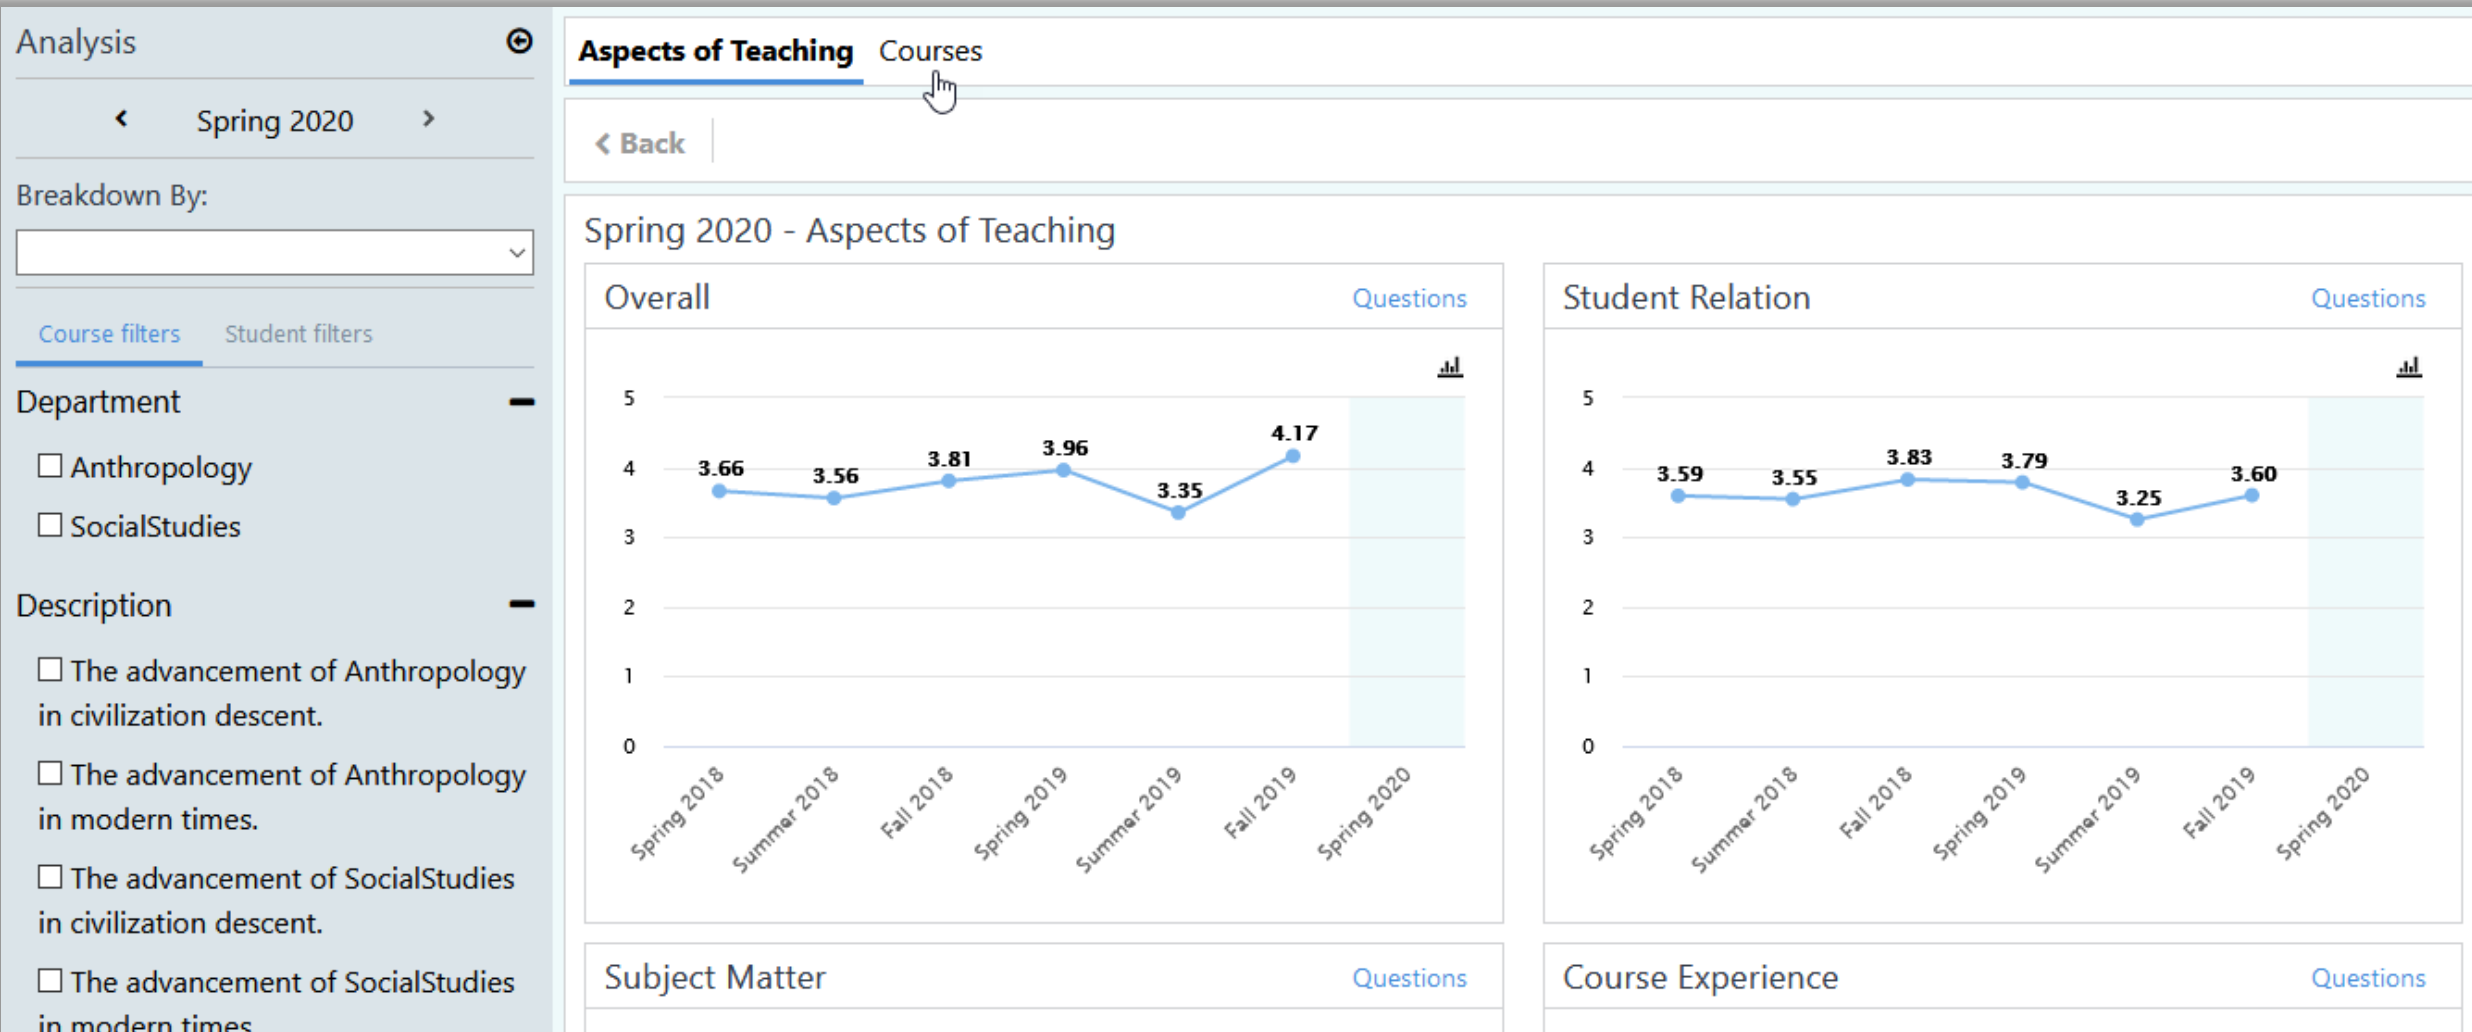 Analysis
Spring 2020
Breakdown By:
Course filters Student filters
Department
Anthropology
SocialStudies
Description
The advancement of Anthropology
in civilization descent.
The advancement of Anthropology
in modern times.
The advancement of SocialStudies
in civilization descent.
The advancement of SocialStudies
in modern times
Aspects of Teaching Courses
Back
Spring 2020 - Aspects of Teaching
Overall Questions
5
4
3
2
1
0
3.66 3.56 3.81 3.96 3.35 4.17
Spring 2018 Summer 2018 Fall 2018 Spring 2019 Summer 2019 Fall 2019 Spring 2020
Student Relation Questions
5
4
3
2
1
0
3.59 3.55 3.83 3.79 3.25 3.60
Spring 2018 Summer 2018 Fall 2018 Spring 2019 Summer 2019 Fall 2019 Spring 2020
Subject Matter Questions
Course Experience Questions